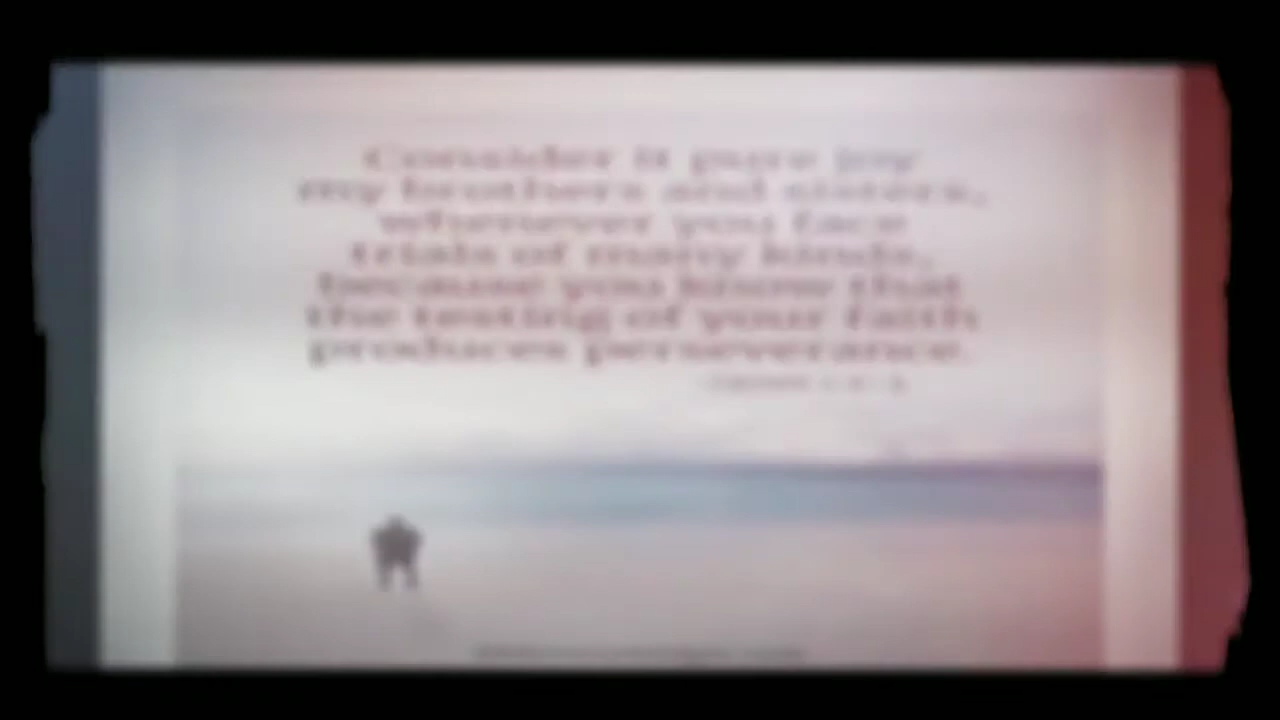 Consider it pure joy
my brothers and sisters,
whenever you face
trials of many kinds,
because you know that
the testing of your faith
produces perseverance.